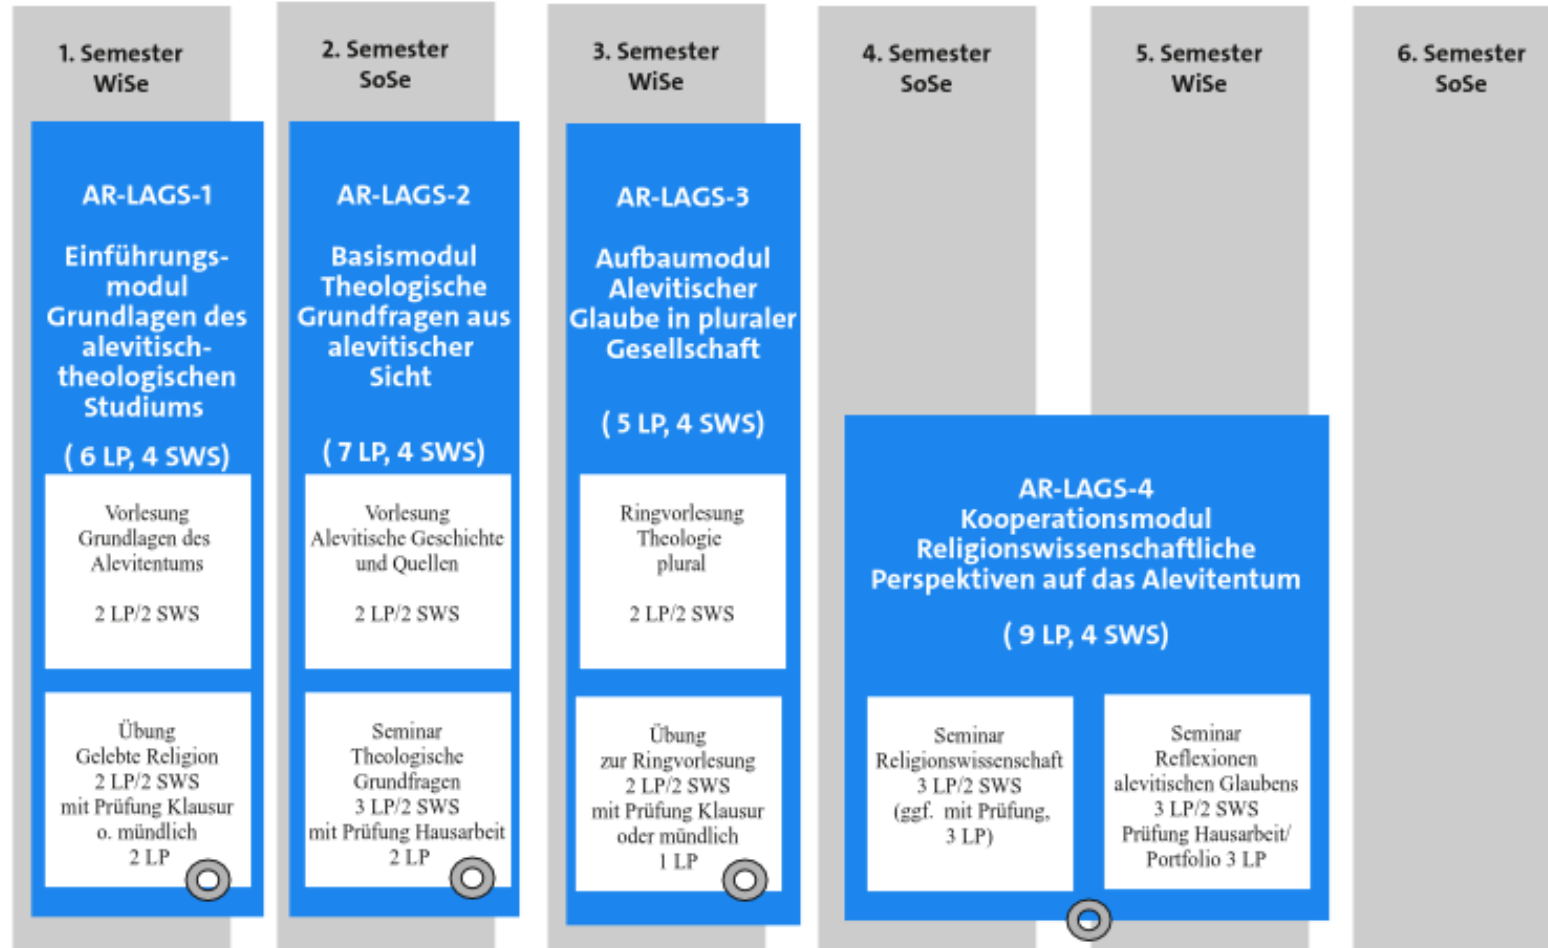 1. Semester
WiSe
2. Semester
SoSe
3. Semester
WiSe
4. Semester
SoSe
5. Semester
WiSe
6. Semester
SoSe
AR-LAGS-1
Einführungs-
modul
Grundlagen des
alevitisch-
theologischen
Studiums
( 6 LP, 4 SWS)
Vorlesung
Grundlagen des
Alevitentums
2 LP/2 SWS
Übung
Gelebte Religion
2 LP/2 SWS
mit Prüfung Klausur
o. mündlich
2 LP
AR-LAGS-2
Basismodul
Theologische
Grundfragen aus
alevitischer
Sicht
( 7 LP, 4 SWS)
Vorlesung
Alevitische Geschichte
und Quellen
2 LP/2 SWS
Seminar
Theologische
Grundfragen
3 LP/2 SWS
mit Prüfung Hausarbeit
2 LP
AR-LAGS-3
Aufbaumodul
Alevitischer
Glaube in pluraler
Gesellschaft
( 5 LP, 4 SWS)
Ringvorlesung
Theologie
plural
2 LP/2 SWS
Übung
zur Ringvorlesung
2 LP/2 SWS
mit Prüfung Klausur
oder mündlich
1 LP
AR-LAGS-4
Kooperationsmodul
Religionswissenschaftliche
Perspektiven auf das Alevitentum
( 9 LP, 4 SWS)
Seminar
Religionswissenschaft
3 LP/2 SWS
(ggf. mit Prüfung,
3 LP)
Seminar
Reflexionen
alevitischen Glaubens
3 LP/2 SWS
Prüfung Hausarbeit/
Portfolio 3 LP